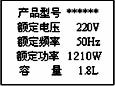 产品型号 ******
额定电压 220V
额定频率 50Hz
额定功率 1210W
容 量 1.8L